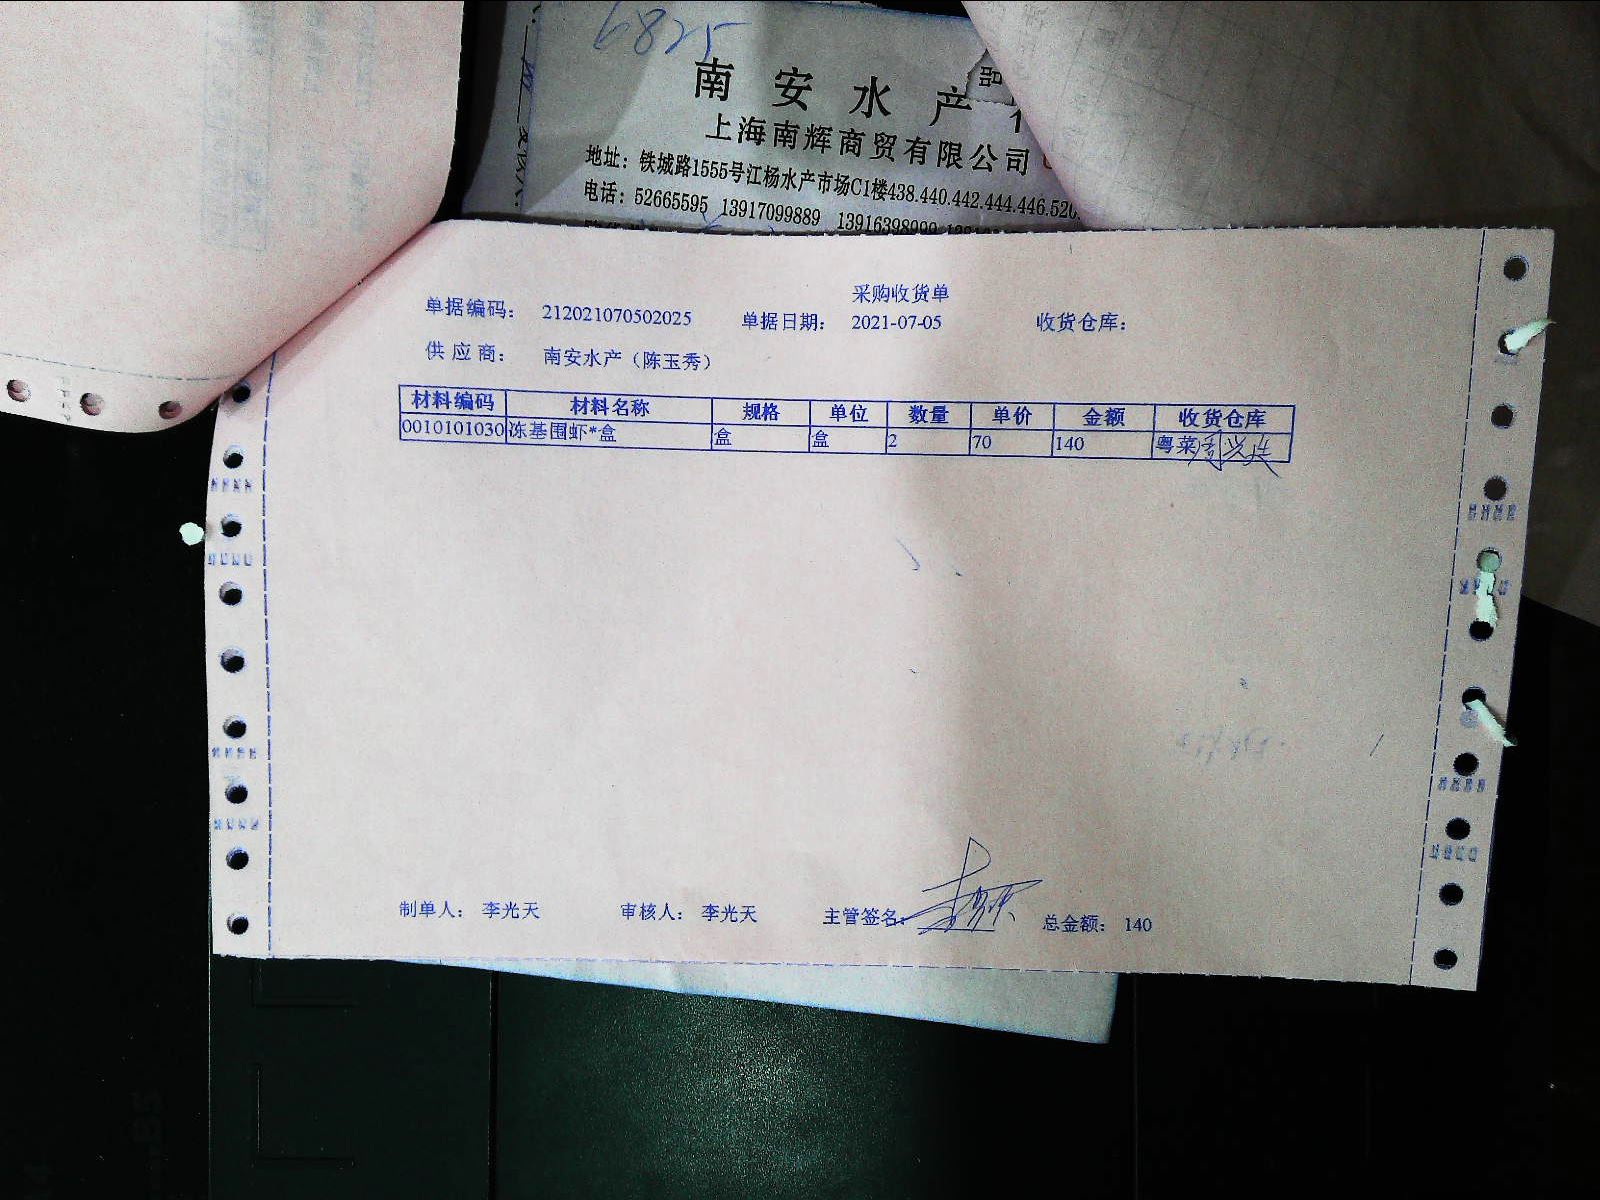 6825
南安水产
上海南辉商贸有限公司
地址：铁城路1555号江杨水产市场C1楼438.440.442.444.446.520
电话：52665595 13917099889 13916398999
采购收货单
单据编码： 212021070502025 单据日期： 2021-07-05 收货仓库：
供应商： 南安水产（陈玉秀）
材料编码 材料名称 规格 单位 数量 单价 金额 收货仓库
0010101030 冻基围虾*盒 盒 盒 2 70 140 粤菜
制单人： 李光天 审核人： 李光天 主管签名： 总金额： 140